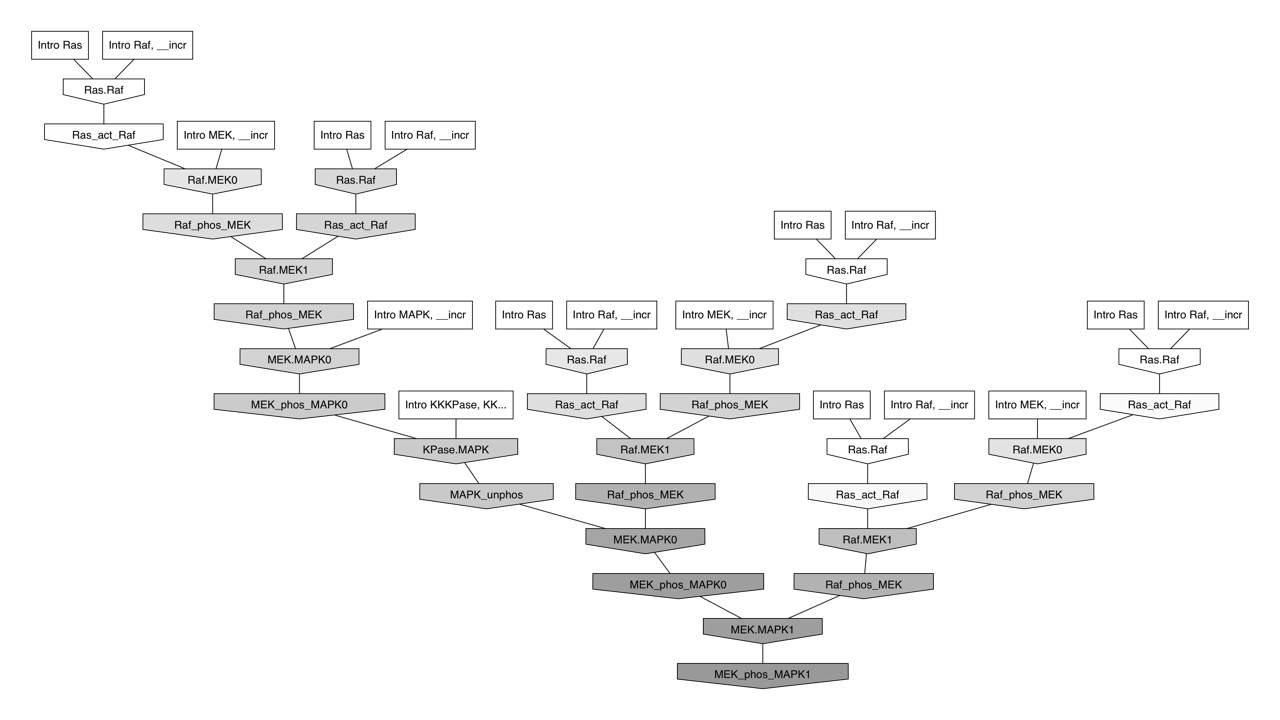 Intro Ras
Intro Raf, __incr
Ras.Raf
Ras_act_Raf
Intro MEK, __incr
Intro Ras
Intro Raf, __incr
Raf.MEK0
Ras.Raf
Raf_phos_MEK
Ras_act_Raf
Intro Ras
Intro Raf, __incr
Raf.MEK1
Ras.Raf
Raf_phos_MEK
Intro MAPK, __incr
Intro Ras
Intro Raf, __incr
Intro MEK, __incr
Ras_act_Raf
Intro Ras
Intro Raf, __incr
MEK.MAPK0
Ras.Raf
Raf.MEK0
Ras.Raf
MEK_phos_MAPK0
Intro KKKPase, KK...
Ras_act_Raf
Raf_phos_MEK
Intro Ras
Intro Raf, __incr
Intro MEK, __incr
Ras_act_Raf
KPase.MAPK
Raf.MEK1
Ras.Raf
Raf.MEK0
MAPK_unphos
Raf_phos_MEK
Ras_act_Raf
Raf_phos_MEK
MEK.MAPK0
Raf.MEK1
MEK_phos_MAPK0
Raf_phos_MEK
MEK.MAPK1
MEK_phos_MAPK1